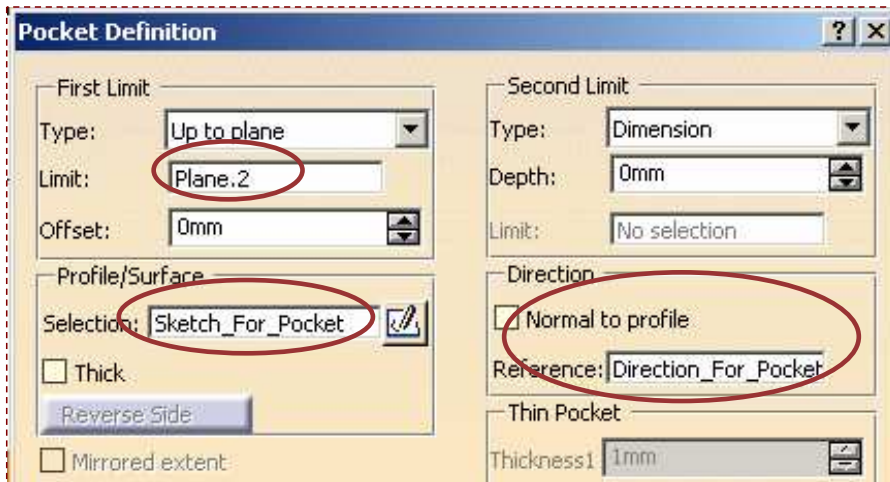 Pocket Definition
First Limit
Type: Up to plane
Limit: Plane.2
Offset: 0mm
Profile/Surface
Selection: Sketch_For_Pocket
Thick
Reverse Side
Mirrored extent
Second Limit
Type: Dimension
Depth: 0mm
Limit: No selection
Direction
Normal to profile
Reference: Direction_For_Pocket
Thin Pocket
Thickness1 1mm